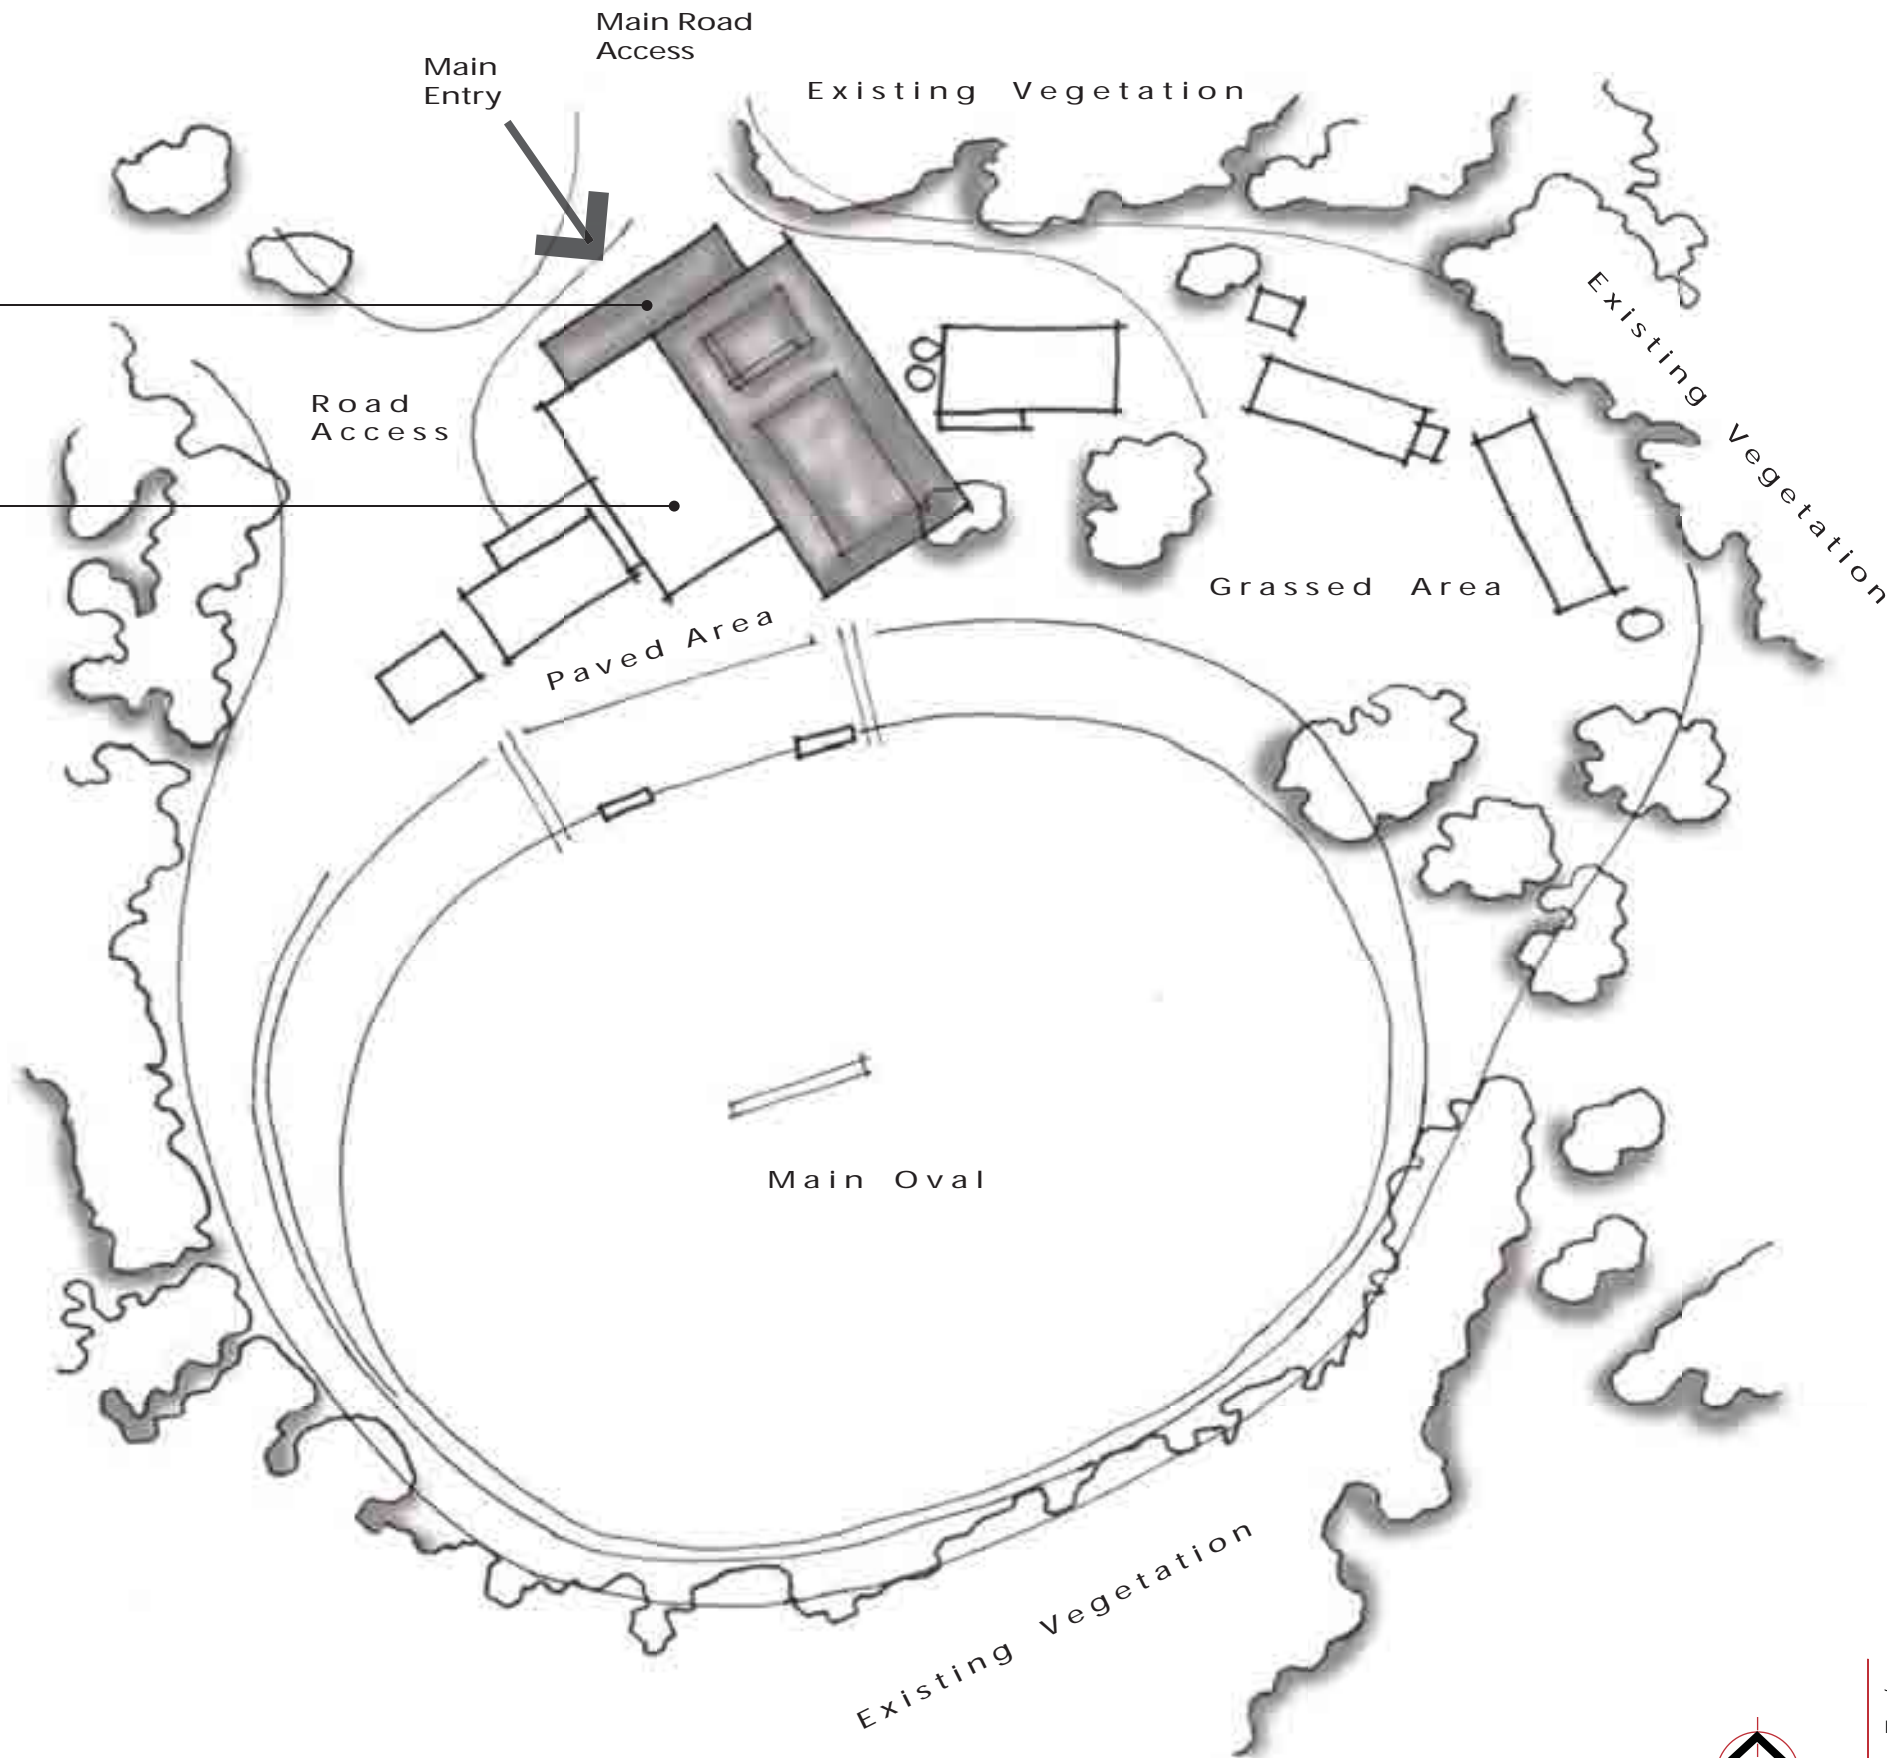 Main Road
Access
Main
Entry
Existing Vegetation
Existing Vegetation
Road
Access
Grassed Area
Paved Area
Main Oval
Existing Vegetation